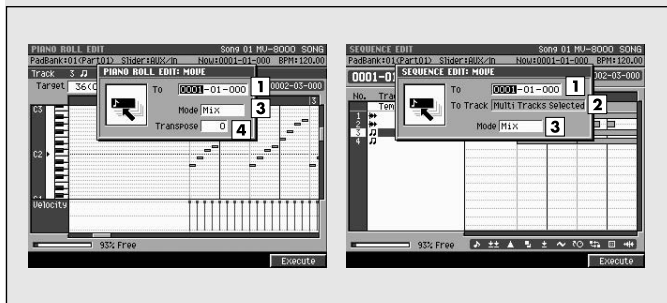 PIANO ROLL EDIT Song 01 MV-8000 SONG
PadBank:01(Part01) Slider:AUX/In Now:0001-01-000 BPM:120.00
Track 3
PIANO ROLL EDIT: MOVE
Target 36(C
To 0001-01-000 1
0002-03-000
Mode Mix 3
Transpose 0 4
3
C3
C2
C1
Velocity
93% Free
Execute
SEQUENCE EDIT Song 01 MV-8000 SONG
PadBank:01(Part01) Slider:AUX/In Now:0001-01-000 BPM:120.00
SEQUENCE EDIT: MOVE
0001-01
To 0001-01-000 1
02-03-000
No. Tra
To Track Multi Tracks Selected 2
Tem
Mode Mix 3
1
2
3
4
93% Free
Execute